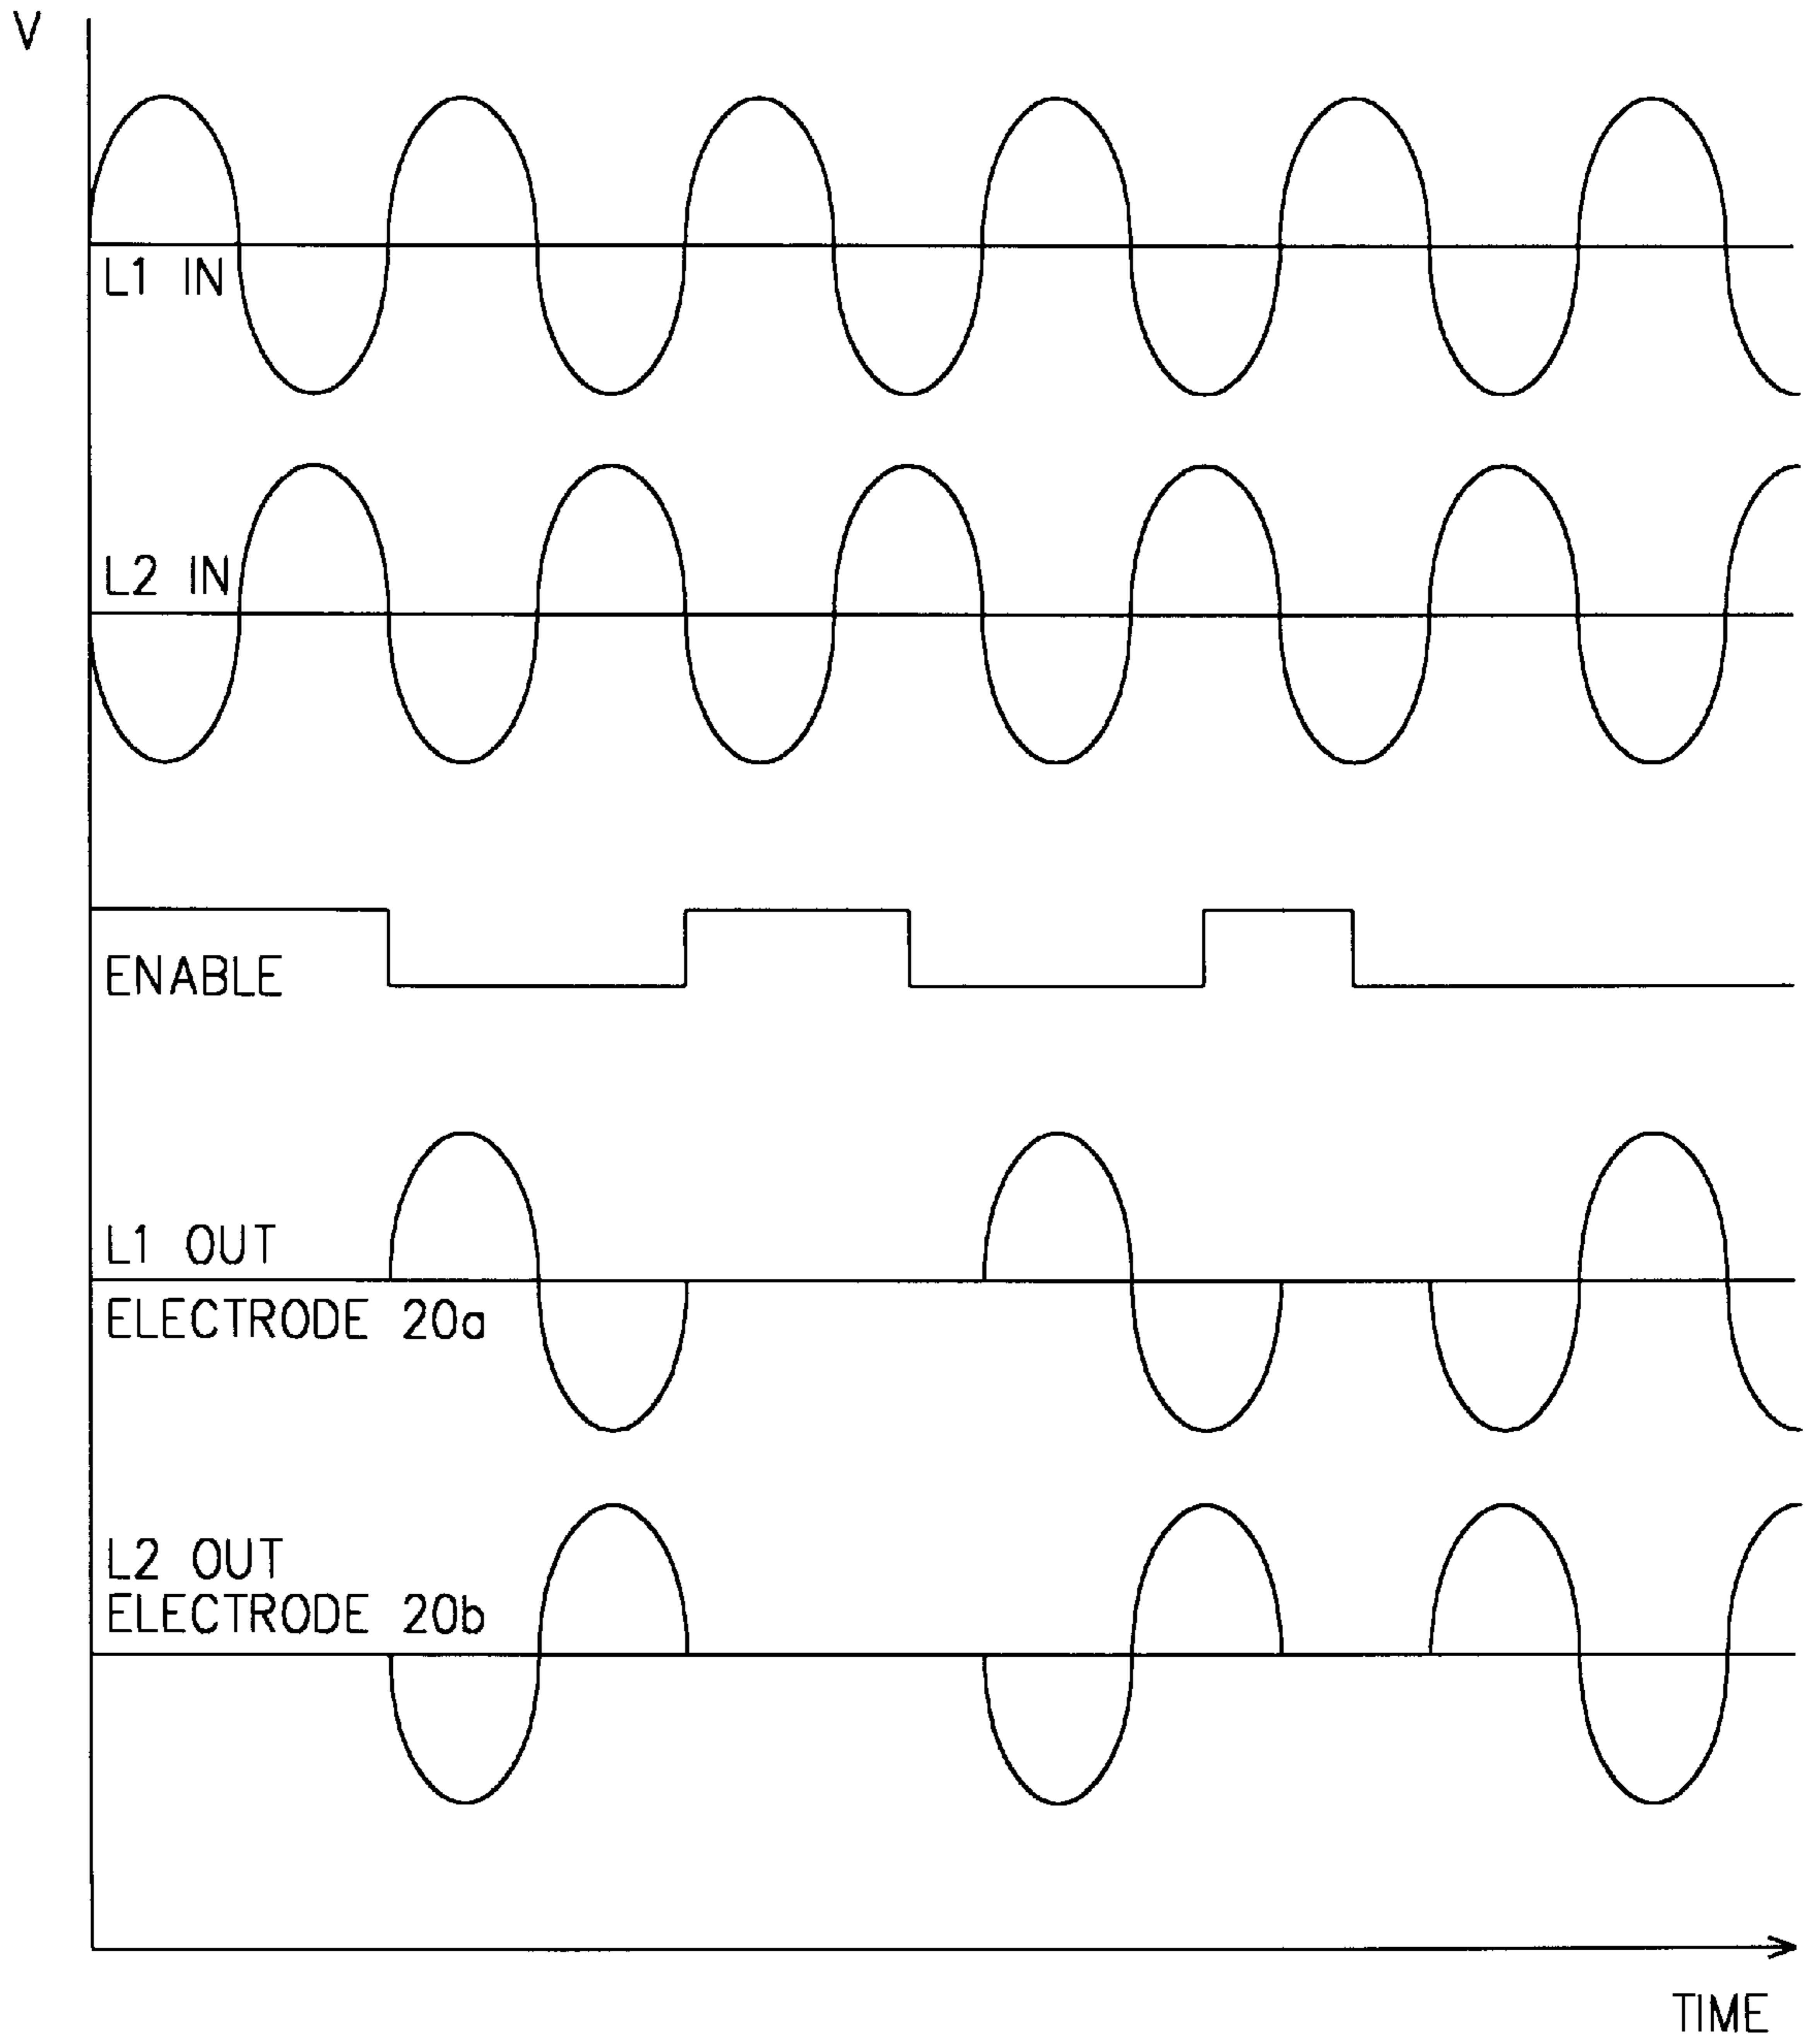 V
L1 IN
L2 IN
ENABLE
L1 OUT
ELECTRODE 20a
L2 OUT
ELECTRODE 20b
TIME